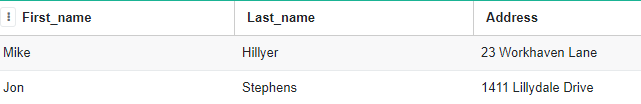 First_name Last_name Address
Mike Hillyer 23 Workhaven Lane
Jon Stephens 1411 Lillydale Drive